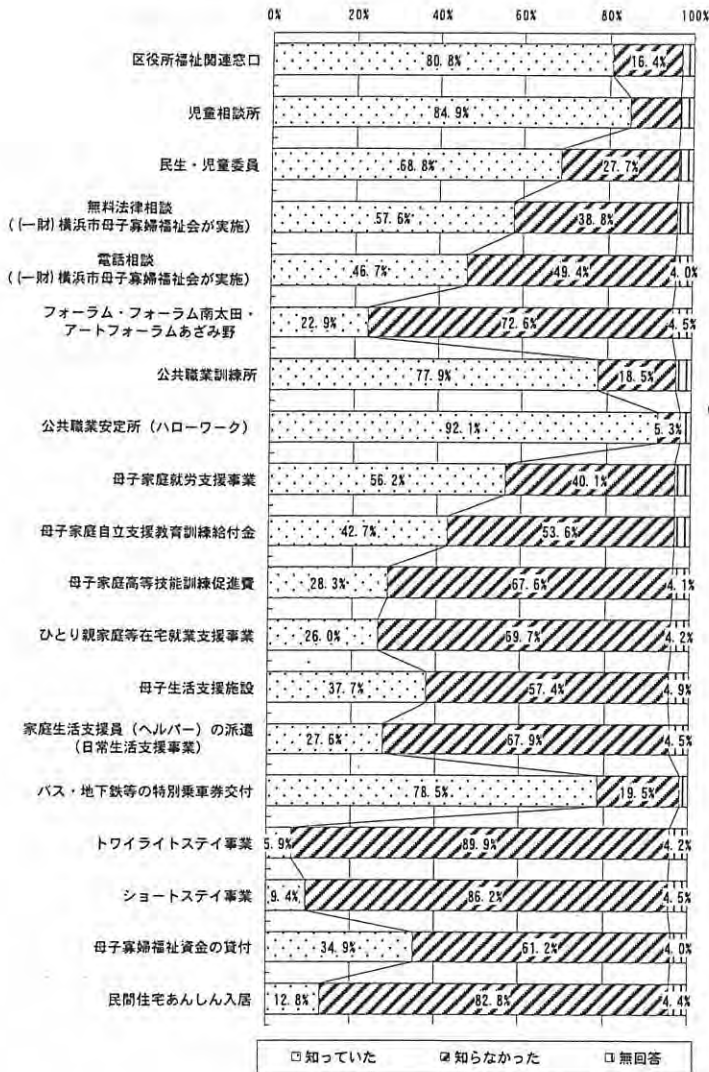 0% 20% 40% 60% 80% 100%
区役所福祉関連窓口 80.8% 16.4%
児童相談所 84.9%
民生・児童委員 68.8% 27.7%
無料法律相談
((一財)横浜市母子寡婦福祉会が実施) 57.6% 38.8%
電話相談
((一財)横浜市母子寡婦福祉会が実施) 46.7% 49.4% 4.0%
フォーラム・フォーラム南太田・
アートフォーラムあざみ野 22.9% 72.6% 4.5%
公共職業訓練所 77.9% 18.5%
公共職業安定所(ハローワーク) 92.1% 5.3%
母子家庭就労支援事業 56.2% 40.1%
母子家庭自立支援教育訓練給付金 42.7% 53.6%
母子家庭高等技能訓練促進費 28.3% 67.6% 4.1%
ひとり親家庭等在宅就業支援事業 26.0% 69.7% 4.2%
母子生活支援施設 37.7% 57.4% 4.9%
家庭生活支援員(ヘルパー)の派遣
(日常生活支援事業) 27.6% 67.9% 4.5%
バス・地下鉄等の特別乗車券交付 78.5% 19.5%
トワイライトステイ事業 5.9% 89.9% 4.2%
ショートステイ事業 9.4% 86.2% 4.5%
母子寡婦福祉資金の貸付 34.9% 61.2% 4.0%
民間住宅あんしん入居 12.8% 82.8% 4.4%
知っていた 知らなかった 無回答